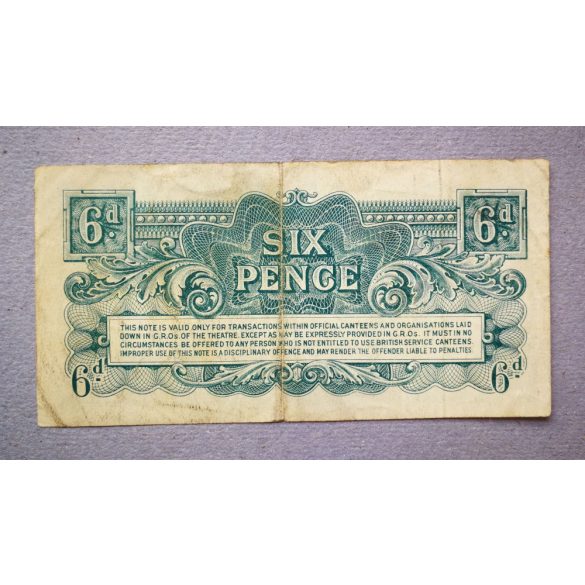 6d 6d
SIX
PENCE
THIS NOTE IS VALID ONLY FOR TRANSACTIONS WITHIN OFFICIAL CANTEENS AND ORGANISATIONS LAID
DOWN IN G.R.Os. OF THE THEATRE. EXCEPT AS MAY BE EXPRESSLY PROVIDED IN G.R.Os. IT MUST IN NO
CIRCUMSTANCES BE OFFERED TO ANY PERSON WHO IS NOT ENTITLED TO USE BRITISH SERVICE CANTEENS.
IMPROPER USE OF THIS NOTE IS A DISCIPLINARY OFFENCE AND MAY RENDER THE OFFENDER LIABLE TO PENALTIES.
6d 6d